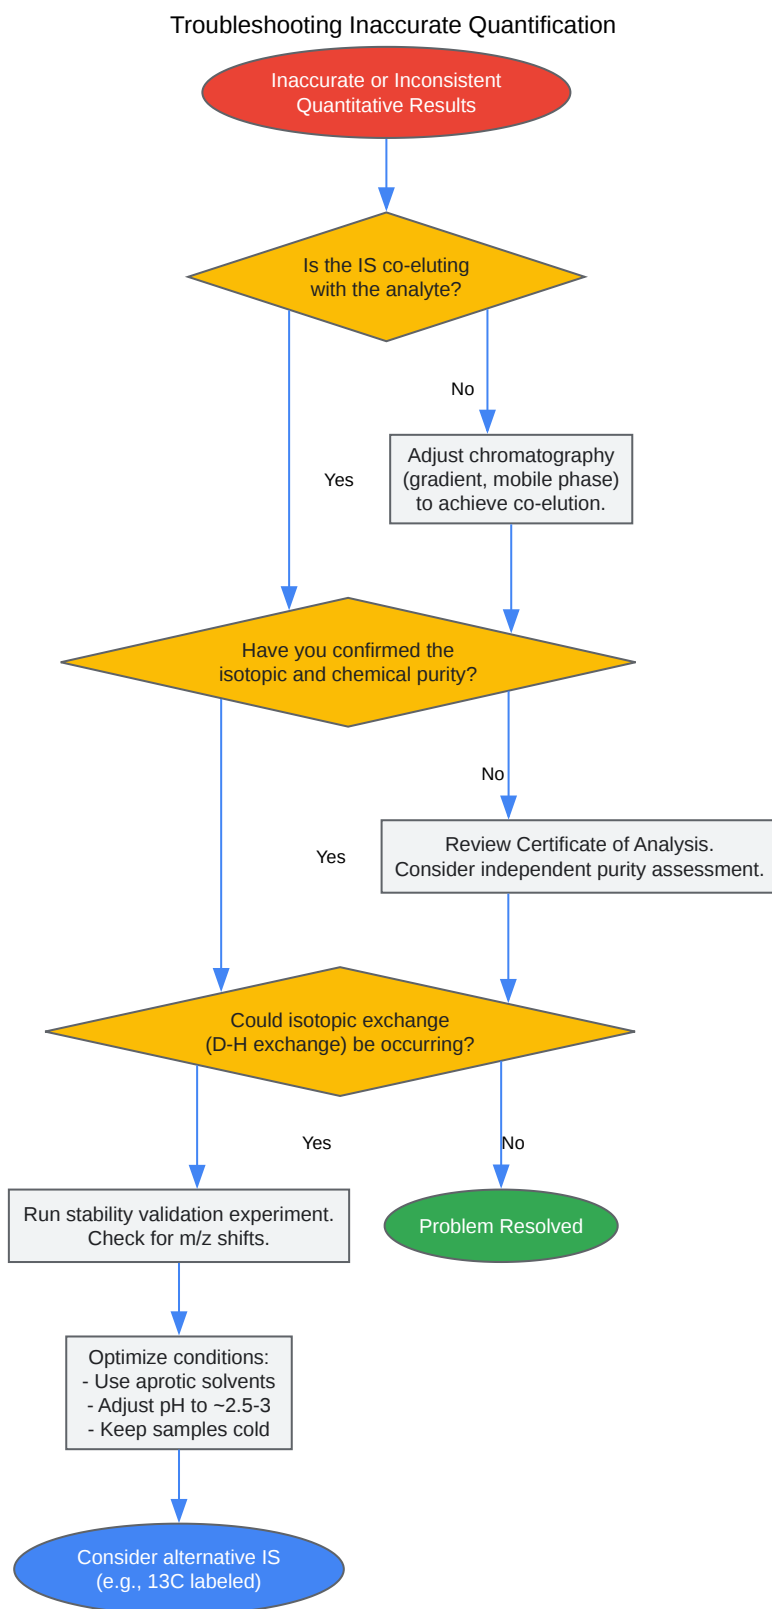 Troubleshooting Inaccurate Quantification
Inaccurate or Inconsistent
Quantitative Results
Is the IS co-eluting
with the analyte?
No
Adjust chromatography
(gradient, mobile phase)
to achieve co-elution.
Yes
Have you confirmed the
isotopic and chemical purity?
No
Review Certificate of Analysis.
Consider independent purity assessment.
Yes
Could isotopic exchange
(D-H exchange) be occurring?
Yes
No
Run stability validation experiment.
Check for m/z shifts.
Problem Resolved
Optimize conditions:
- Use aprotic solvents
- Adjust pH to ~2.5-3
- Keep samples cold
Consider alternative IS
(e.g., 13C labeled)